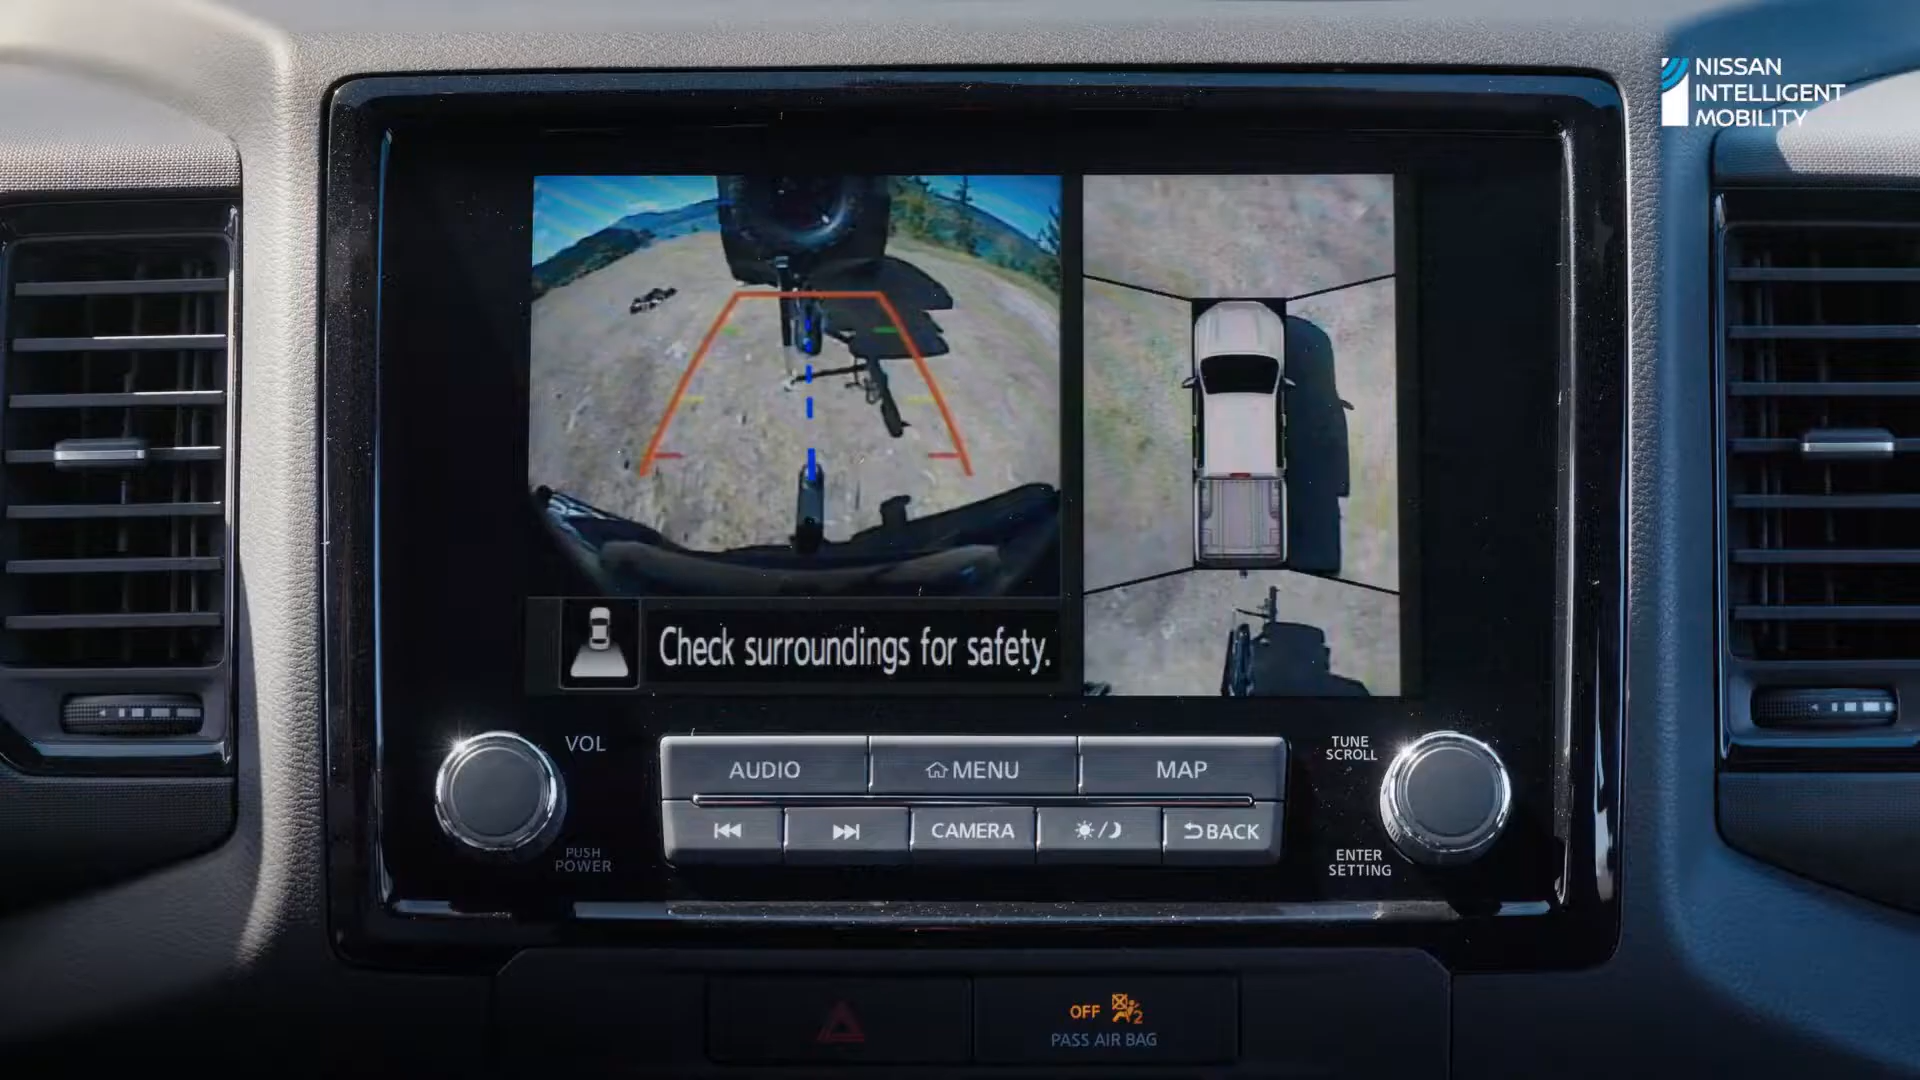 NISSAN
INTELLIGENT
MOBILITY
Check surroundings for safety.
VOL
TUNE
SCROLL
AUDIO
MENU
MAP
CAMERA
BACK
PUSH
POWER
ENTER
SETTING
OFF
2
PASS AIR BAG